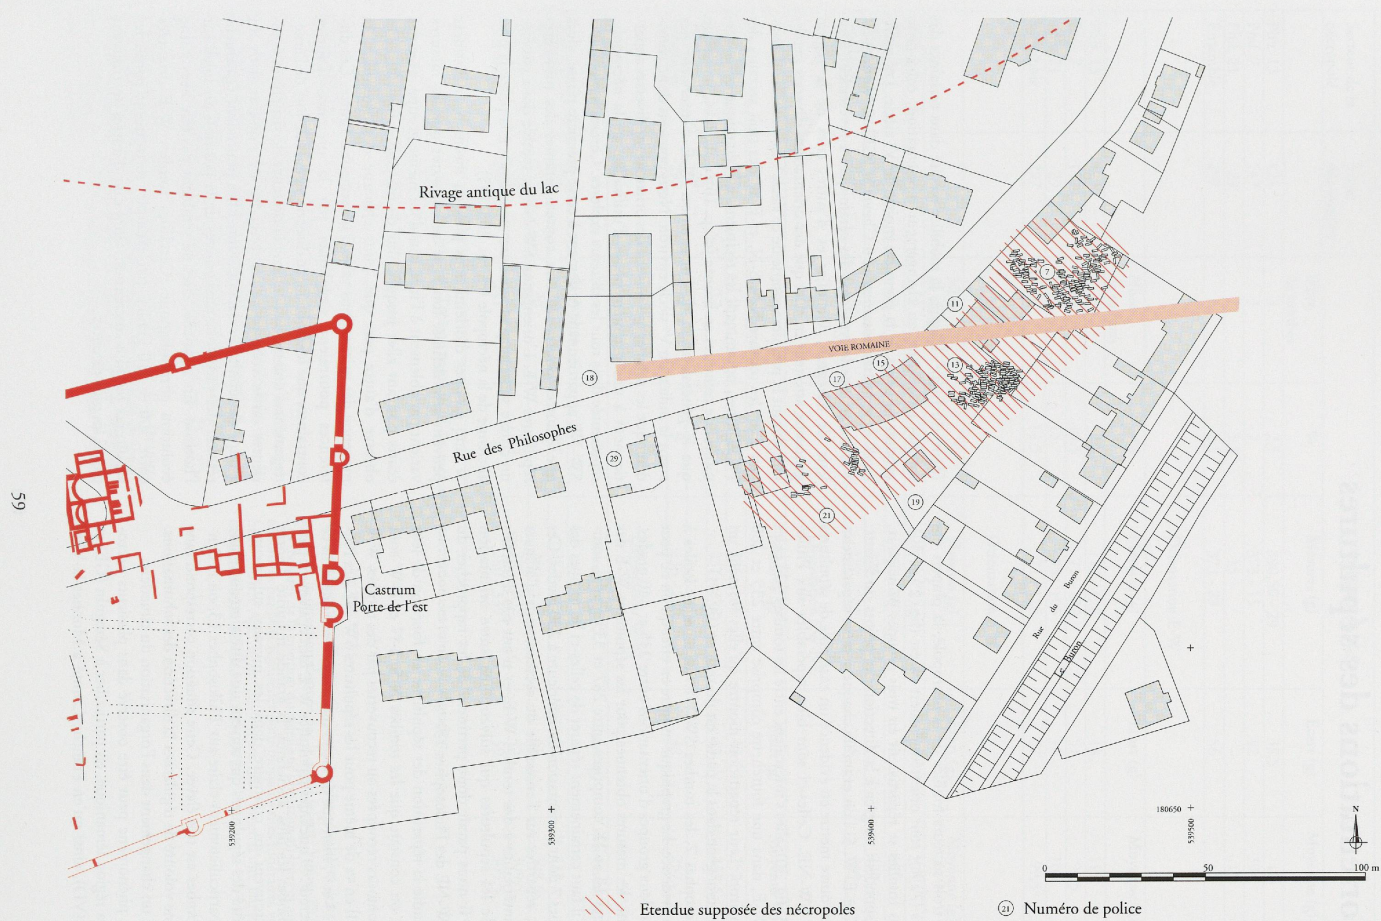 Rivage antique du lac
7
11
VOIE ROMAINE
15
13
17
18
Rue des Philosophes
29
19
21
59
Castrum
Porte de l'est
Rue du Buron
Le Buron
180650
539200
539300
539400
539500
N
0 50 100 m
Etendue supposée des nécropoles
21 Numéro de police